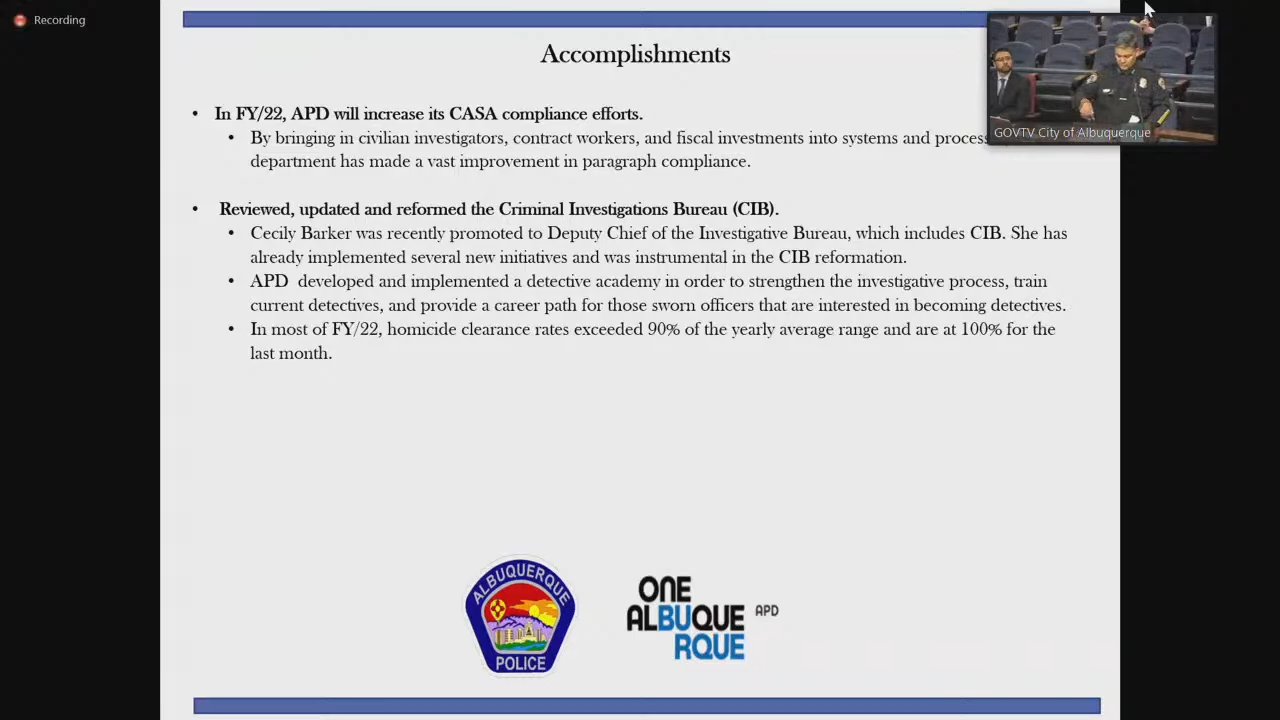 Recording
Accomplishments
GOVTV City of Albuquerque
• In FY/22, APD will increase its CASA compliance efforts.
• By bringing in civilian investigators, contract workers, and fiscal investments into systems and process
department has made a vast improvement in paragraph compliance.
• Reviewed, updated and reformed the Criminal Investigations Bureau (CIB).
• Cecily Barker was recently promoted to Deputy Chief of the Investigative Bureau, which includes CIB. She has
already implemented several new initiatives and was instrumental in the CIB reformation.
• APD developed and implemented a detective academy in order to strengthen the investigative process, train
current detectives, and provide a career path for those sworn officers that are interested in becoming detectives.
• In most of FY/22, homicide clearance rates exceeded 90% of the yearly average range and are at 100% for the
last month.
ALBUQUERQUE
POLICE
ONE
ALBUQUE
RQUE
APD